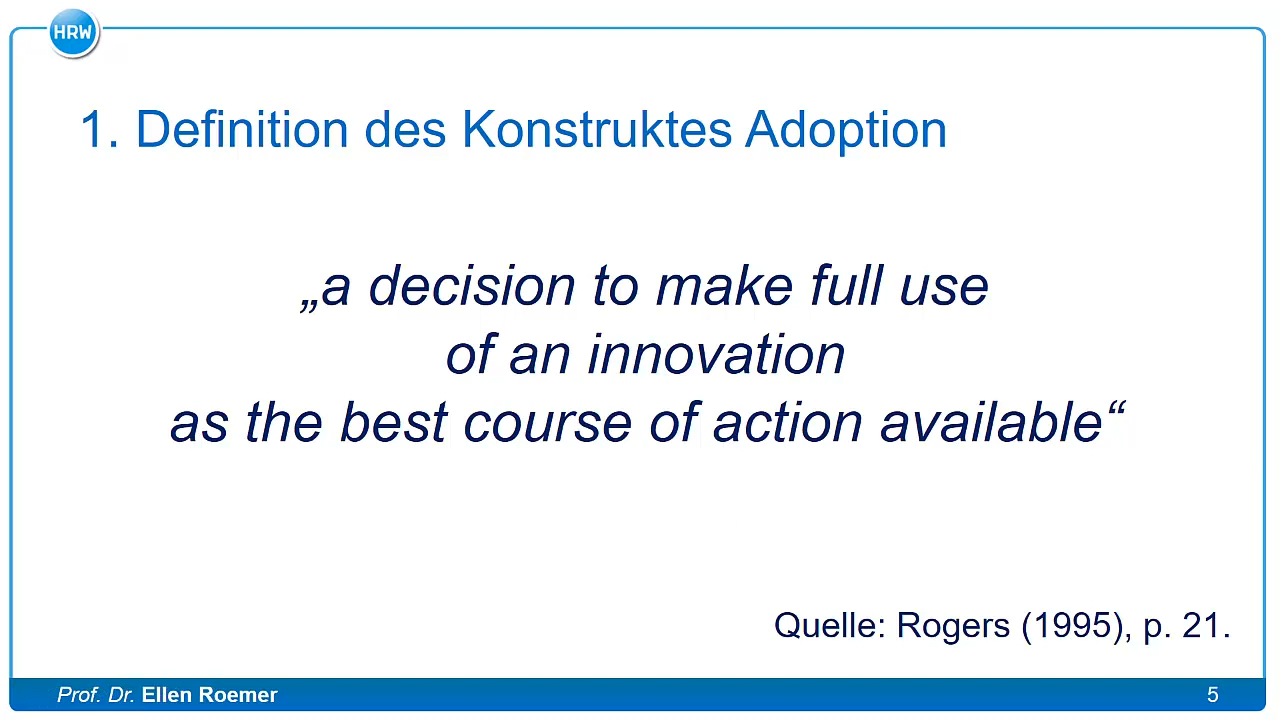 HRW
1. Definition des Konstruktes Adoption
„a decision to make full use
of an innovation
as the best course of action available“
Quelle: Rogers (1995), p. 21.
Prof. Dr. Ellen Roemer
5